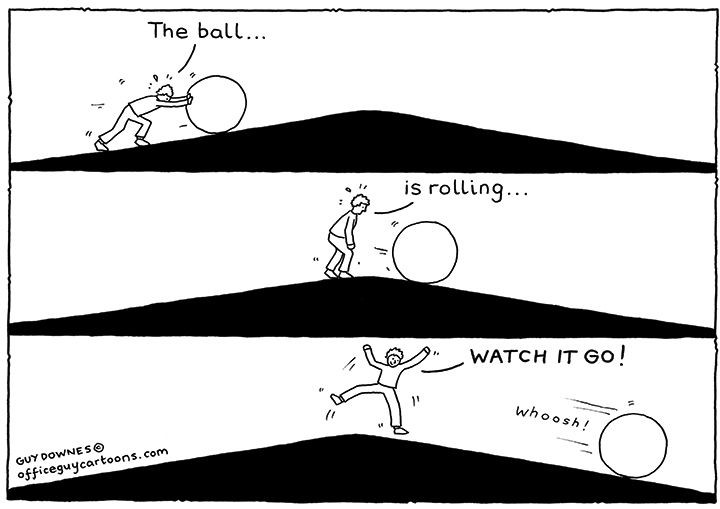 The ball...
is rolling...
WATCH IT GO!
Whoosh!
GUY DOWNES ©
officeguycartoons.com